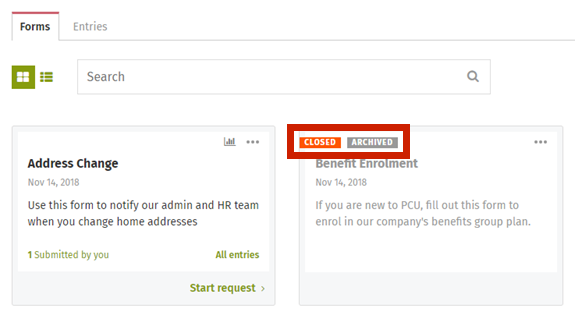 Forms Entries
Search
Address Change
Nov 14, 2018
Use this form to notify our admin and HR team
when you change home addresses
1 Submitted by you All entries
Start request ›
CLOSED ARCHIVED
Benefit Enrolment
Nov 14, 2018
If you are new to PCU, fill out this form to
enrol in our company's benefits group plan.